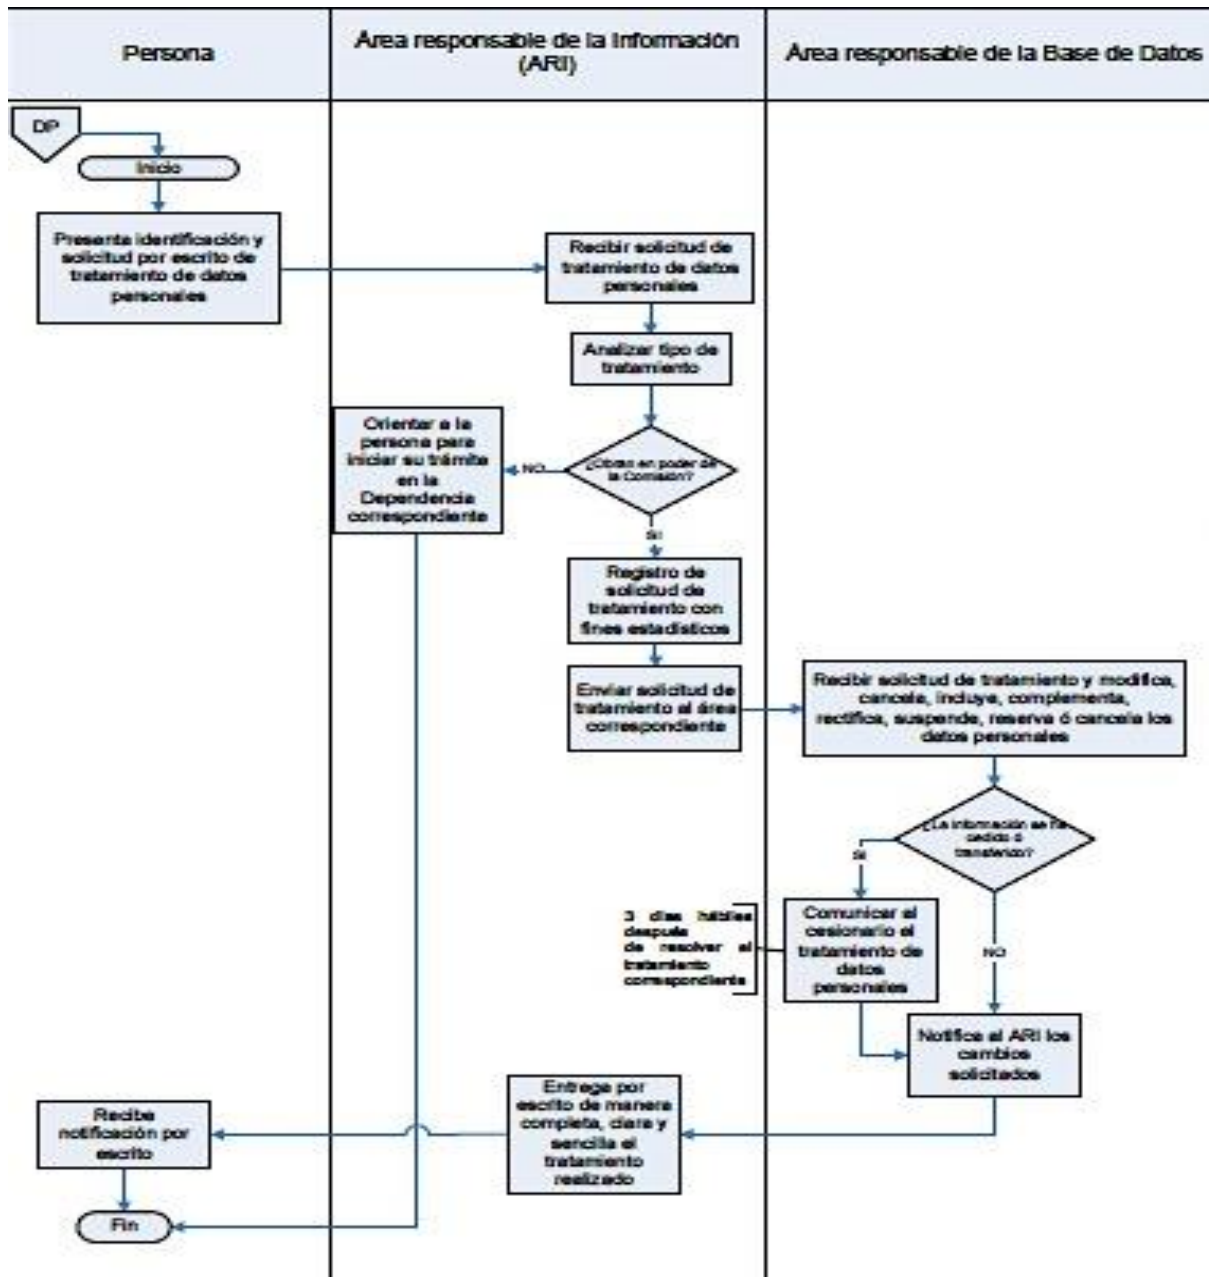 Persona
Área responsable de la Información
(ARI)
Área responsable de la Base de Datos
DP
Inicio
Presenta identificación y
solicitud por escrito de
tratamiento de datos
personales
Recibir solicitud de
tratamiento de datos
personales
Analizar tipo de
tratamiento
¿Obran en poder de
la Comisión?
NO
Orientar a la
persona para
iniciar su trámite
en la
Dependencia
correspondiente
SI
Registro de
solicitud de
tratamiento con
fines estadísticos
Enviar solicitud de
tratamiento al área
correspondiente
Recibir solicitud de tratamiento y modifica,
cancela, incluye, complementa,
rectifica, suspende, reserva ó cancela los
datos personales
¿La información se ha
cedido ó
transferido?
SI
NO
3 días hábiles
después
de resolver el
tratamiento
correspondiente
Comunicar al
cesionario el
tratamiento de
datos
personales
Notifica al ARI los
cambios
solicitados
Entrega por
escrito de manera
completa, clara y
sencilla el
tratamiento
realizado
Recibe
notificación por
escrito
Fin